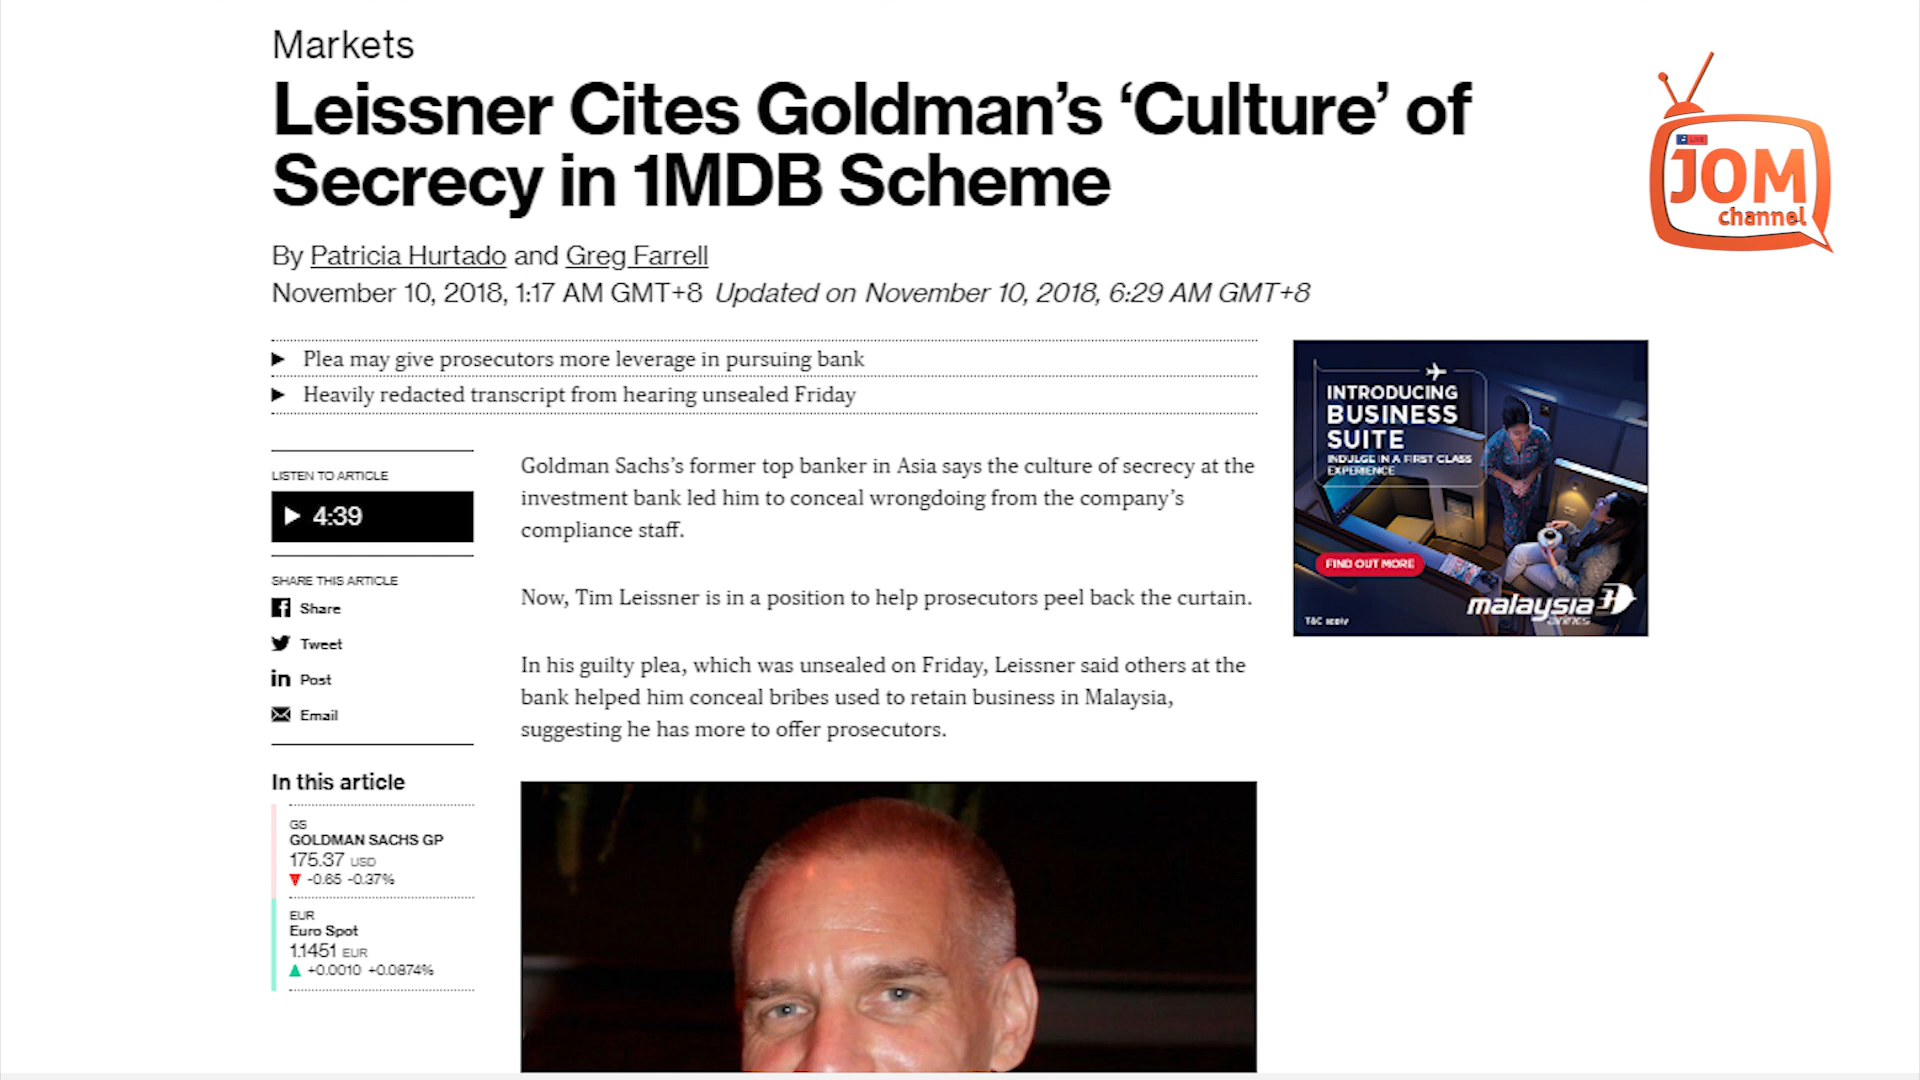 Markets
Leissner Cites Goldman’s ‘Culture’ of
Secrecy in 1MDB Scheme
By Patricia Hurtado and Greg Farrell
November 10, 2018, 1:17 AM GMT+8 Updated on November 10, 2018, 6:29 AM GMT+8
LIVE
JOM
channel
▶ Plea may give prosecutors more leverage in pursuing bank
▶ Heavily redacted transcript from hearing unsealed Friday
LISTEN TO ARTICLE
4:39
SHARE THIS ARTICLE
Share
Tweet
Post
Email
In this article
GS
GOLDMAN SACHS GP
175.37 USD
▼ -0.65 -0.37%
EUR
Euro Spot
1.1451 EUR
▲ +0.0010 +0.0874%
Goldman Sachs’s former top banker in Asia says the culture of secrecy at the
investment bank led him to conceal wrongdoing from the company’s
compliance staff.
Now, Tim Leissner is in a position to help prosecutors peel back the curtain.
In his guilty plea, which was unsealed on Friday, Leissner said others at the
bank helped him conceal bribes used to retain business in Malaysia,
suggesting he has more to offer prosecutors.
INTRODUCING
BUSINESS
SUITE
INDULGE IN A FIRST CLASS
EXPERIENCE
FIND OUT MORE
malaysia
airlines
T&C apply